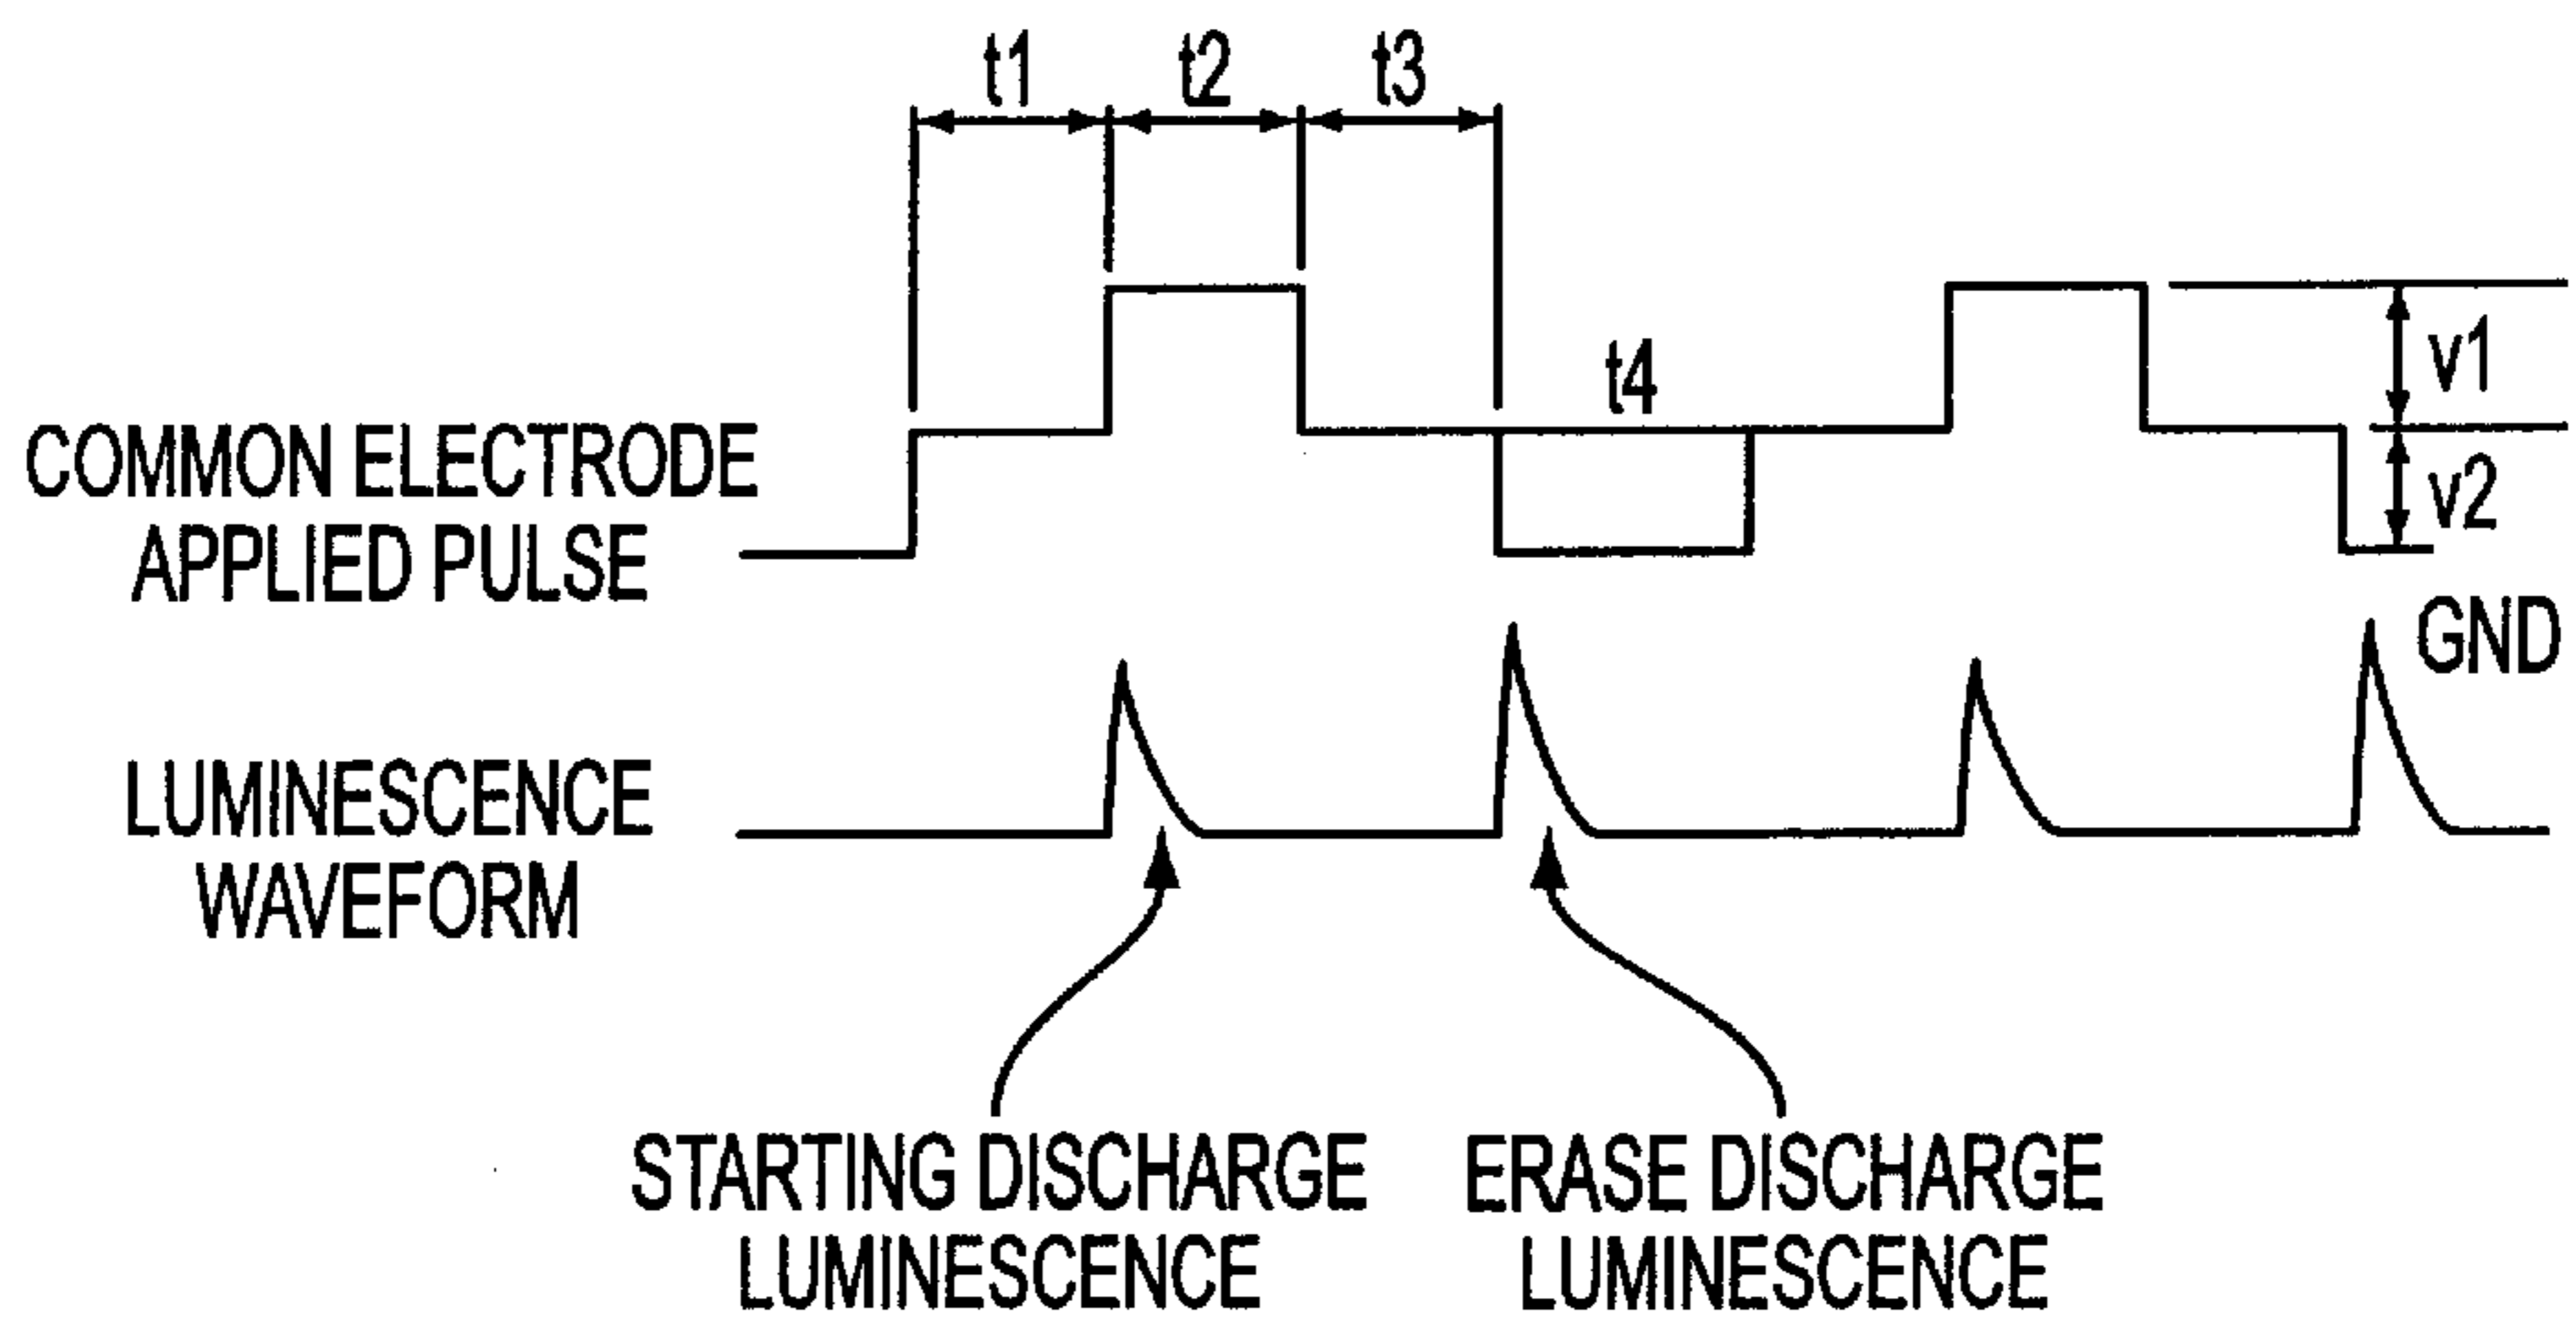 t1 t2 t3
t4
v1
COMMON ELECTRODE
v2
APPLIED PULSE
GND
LUMINESCENCE
WAVEFORM
STARTING DISCHARGE
LUMINESCENCE
ERASE DISCHARGE
LUMINESCENCE